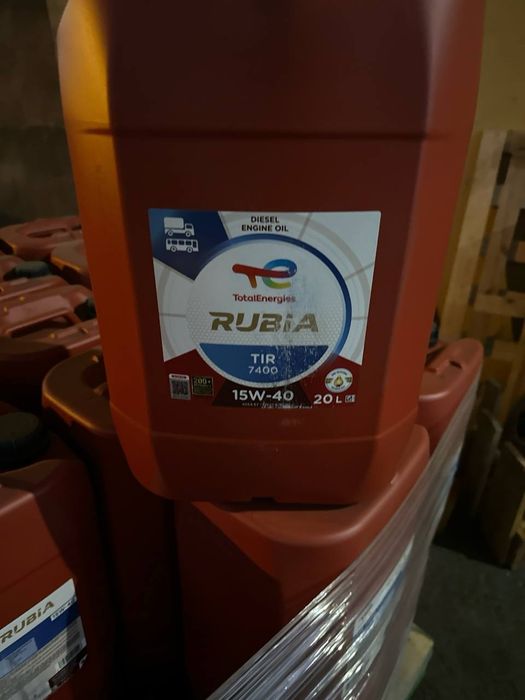 DIESEL
ENGINE OIL
TotalEnergies
RUBIA
TIR
7400
15W-40
20 L
RUBIA